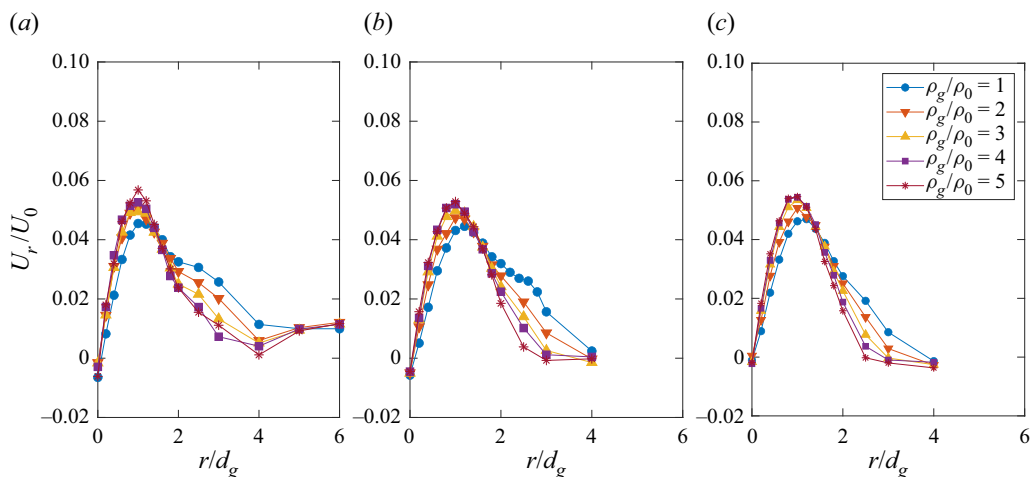 (a) (b) (c)
0.10 0.10 0.10
0.08 0.08 0.08
0.06 0.06 0.06
0.04 0.04 0.04
0.02 0.02 0.02
0 0 0
–0.02 –0.02 –0.02
0 2 4 6 0 2 4 6 0 2 4 6
U_r/U_0
r/d_g r/d_g r/d_g
ρ_g/ρ_0 = 1
ρ_g/ρ_0 = 2
ρ_g/ρ_0 = 3
ρ_g/ρ_0 = 4
ρ_g/ρ_0 = 5